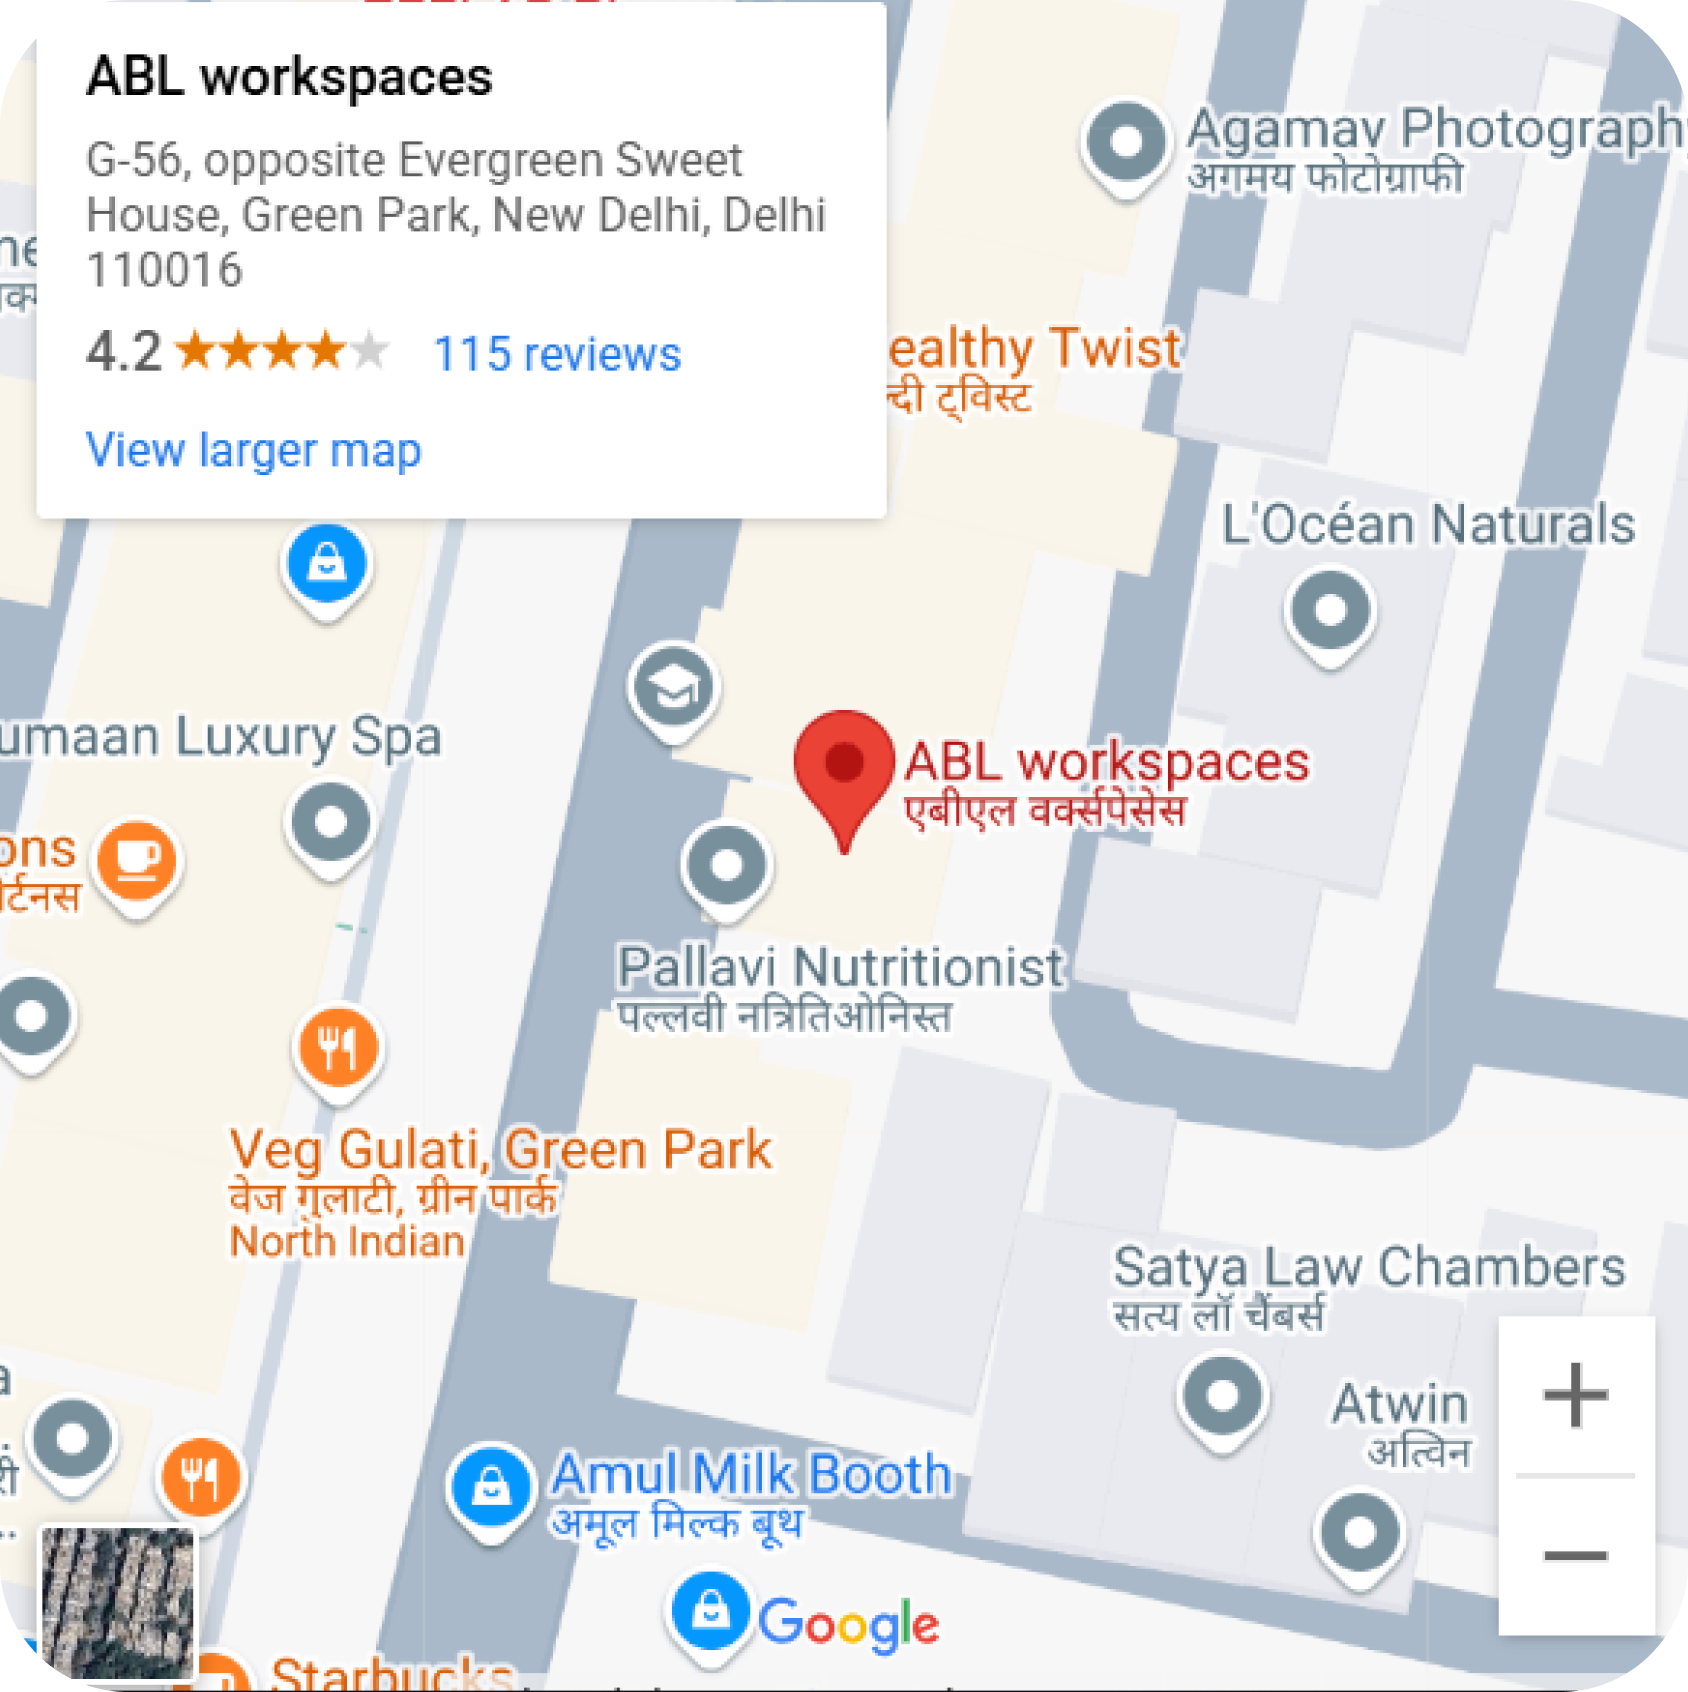 ABL workspaces
G-56, opposite Evergreen Sweet
House, Green Park, New Delhi, Delhi
110016
4.2 115 reviews
View larger map
Agamav Photography
अगमय फोटोग्राफी
ealthy Twist
ट्विस्ट
L'Océan Naturals
umaan Luxury Spa
ABL workspaces
एबीएल वर्क्सपेसेस
ons
र्टनस
Pallavi Nutritionist
पल्लवी नत्रितिओनिस्त
Veg Gulati, Green Park
वेज गुलाटी, ग्रीन पार्क
North Indian
Satya Law Chambers
सत्य लॉ चैंबर्स
Atwin
अत्विन
Amul Milk Booth
अमूल मिल्क बूथ
Google
Starbucks